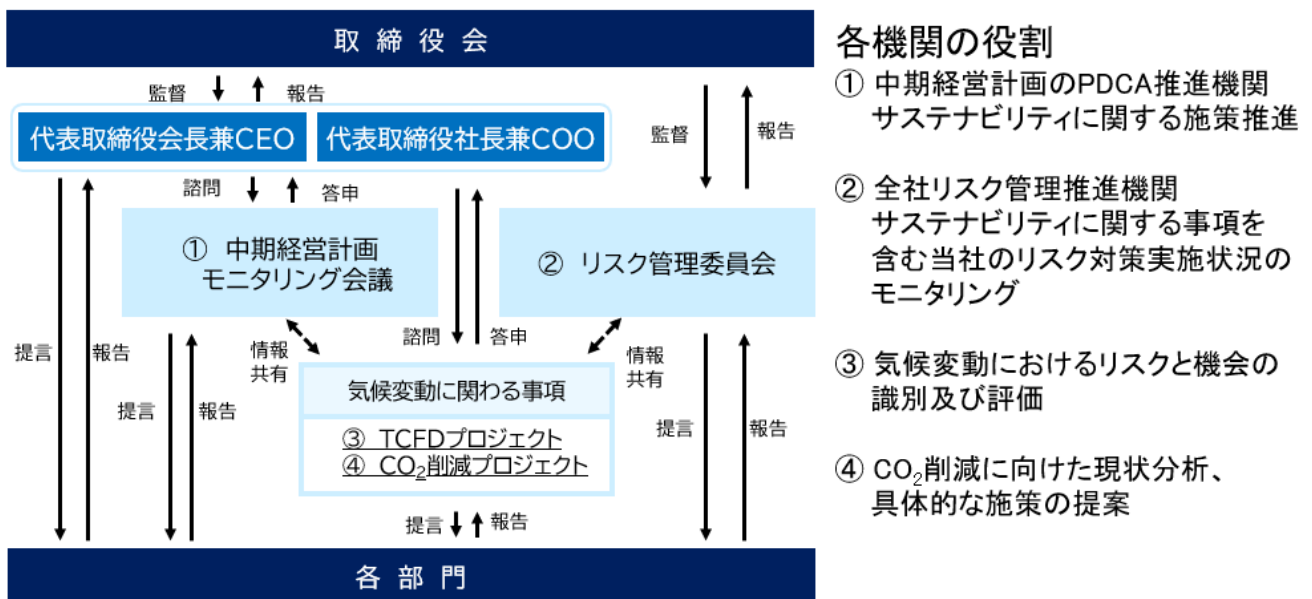 取締役会
監督
報告
代表取締役会長兼CEO
代表取締役社長兼COO
監督
報告
諮問
答申
① 中期経営計画
モニタリング会議
② リスク管理委員会
提言
報告
提言
報告
情報
共有
諮問
答申
情報
共有
気候変動に関わる事項
③ TCFDプロジェクト
④ CO₂削減プロジェクト
提言
報告
提言
報告
各部門
各機関の役割
① 中期経営計画のPDCA推進機関
サステナビリティに関する施策推進
② 全社リスク管理推進機関
サステナビリティに関する事項を
含む当社のリスク対策実施状況の
モニタリング
③ 気候変動におけるリスクと機会の
識別及び評価
④ CO₂削減に向けた現状分析、
具体的な施策の提案